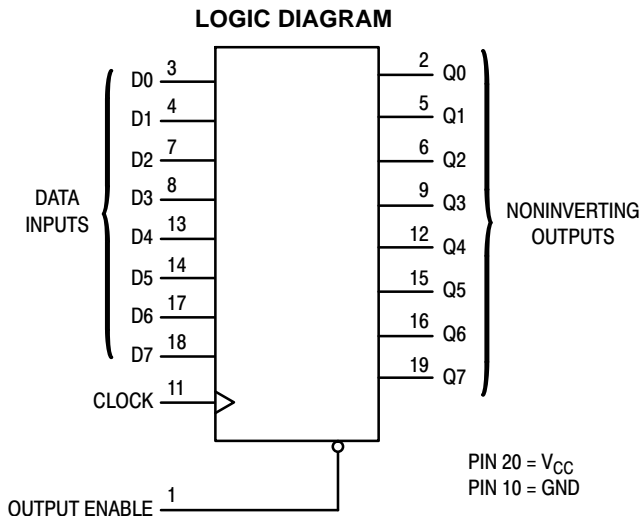 LOGIC DIAGRAM
D0 3
D1 4
D2 7
D3 8
D4 13
D5 14
D6 17
D7 18
DATA
INPUTS
CLOCK 11
OUTPUT ENABLE 1
2 Q0
5 Q1
6 Q2
9 Q3
12 Q4
15 Q5
16 Q6
19 Q7
NONINVERTING
OUTPUTS
PIN 20 = VCC
PIN 10 = GND